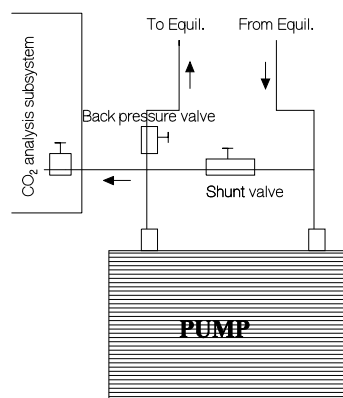 To Equil. From Equil.
CO₂ analysis subsystem
Back pressure valve
Shunt valve
PUMP